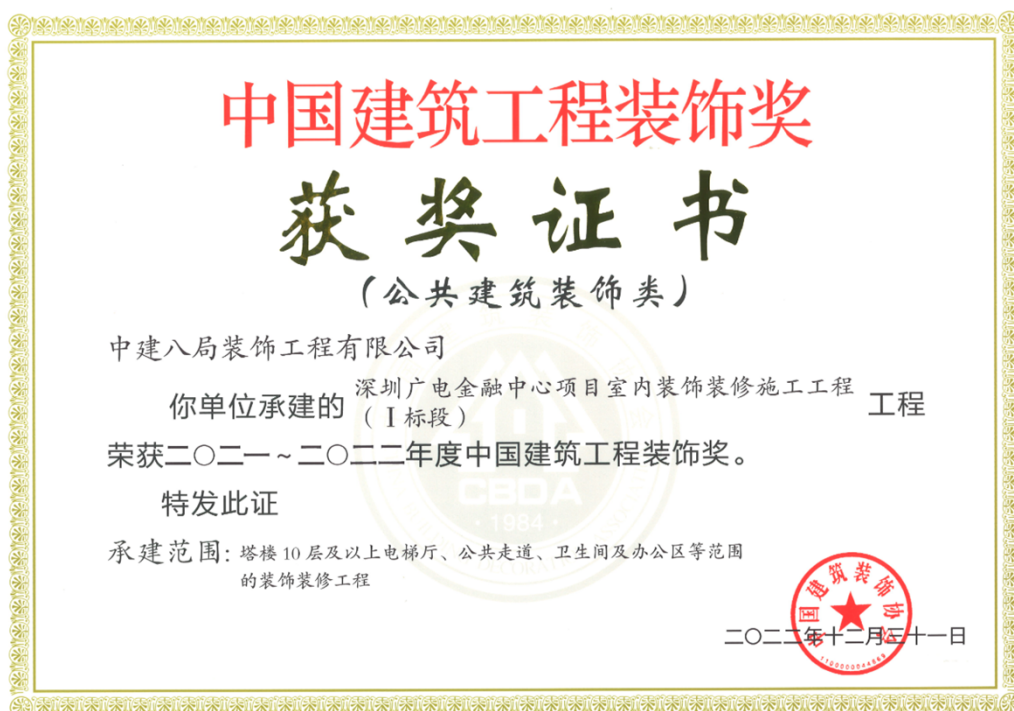 中国建筑工程装饰奖
获奖证书
(公共建筑装饰类)
中建八局装饰工程有限公司
你单位承建的 深圳广电金融中心项目室内装饰装修施工工程 工程
(Ⅰ标段)
荣获二〇二一~二〇二二年度中国建筑工程装饰奖。
特发此证
承建范围: 塔楼10层及以上电梯厅、公共走道、卫生间及办公区等范围
的装饰装修工程
二〇二二年十二月三十一日
中国建筑装饰协会
CBDA
·1984·